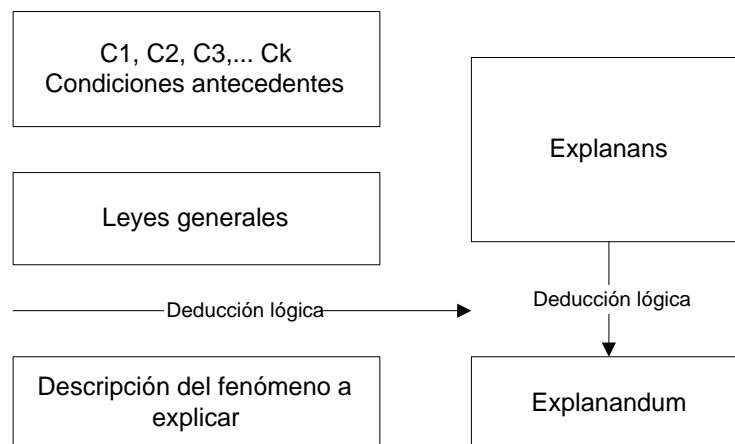 C1, C2, C3,... Ck
Condiciones antecedentes
Explanans
Leyes generales
Deducción lógica
Deducción lógica
Descripción del fenómeno a
explicar
Explanandum